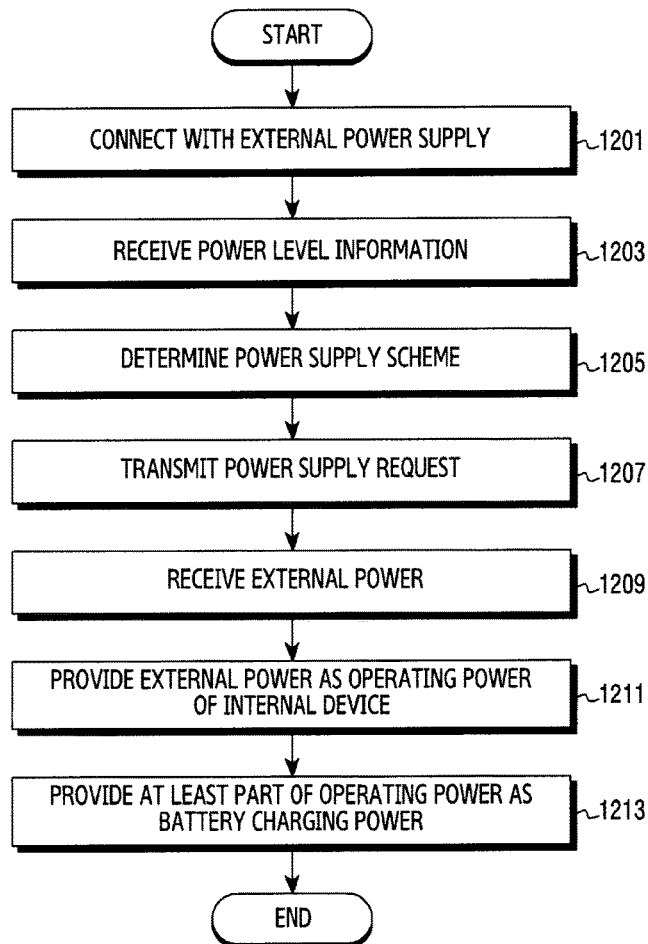 START
CONNECT WITH EXTERNAL POWER SUPPLY
1201
RECEIVE POWER LEVEL INFORMATION
1203
DETERMINE POWER SUPPLY SCHEME
1205
TRANSMIT POWER SUPPLY REQUEST
1207
RECEIVE EXTERNAL POWER
1209
PROVIDE EXTERNAL POWER AS OPERATING POWER
OF INTERNAL DEVICE
1211
PROVIDE AT LEAST PART OF OPERATING POWER AS
BATTERY CHARGING POWER
1213
END